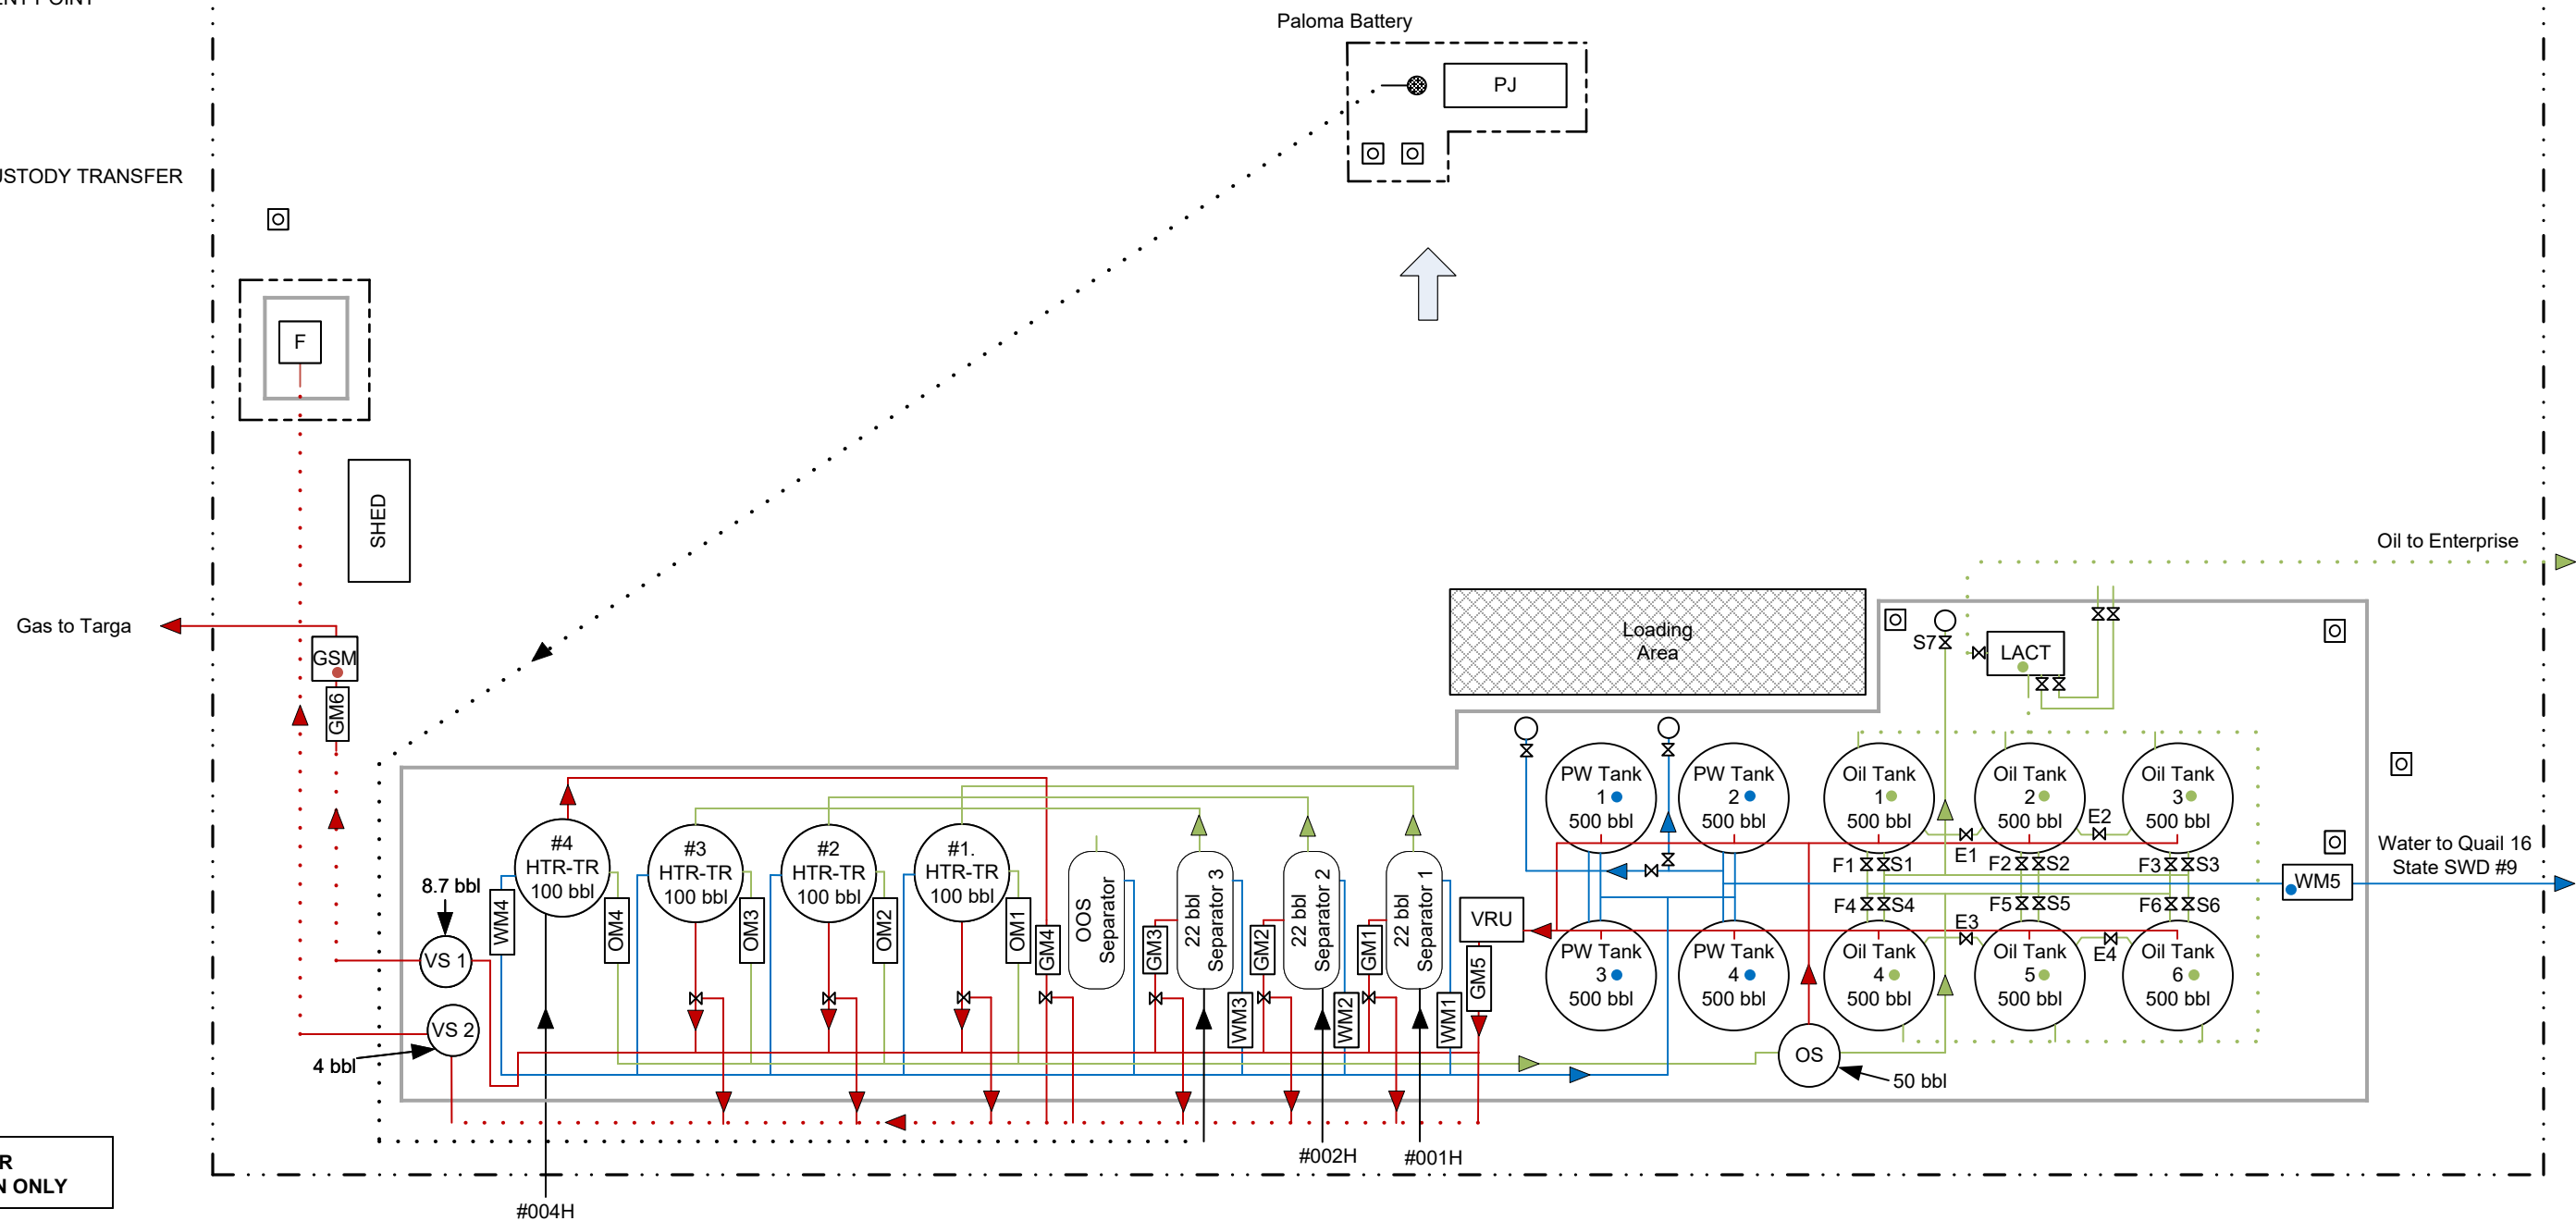 Paloma Battery
PJ
CUSTODY TRANSFER
F
SHED
Oil to Enterprise
Gas to Targa
GSM
GM6
Loading
Area
S7
LACT
PW Tank
1
500 bbl
PW Tank
2
500 bbl
Oil Tank
1
500 bbl
Oil Tank
2
500 bbl
Oil Tank
3
500 bbl
E1
E2
F1
S1
F2
S2
F3
S3
Water to Quail 16
State SWD #9
WM5
#4
HTR-TR
100 bbl
#3
HTR-TR
100 bbl
#2
HTR-TR
100 bbl
#1.
HTR-TR
100 bbl
OOS
Separator
22 bbl
Separator 3
22 bbl
Separator 2
22 bbl
Separator 1
8.7 bbl
WM4
OM4
OM3
OM2
OM1
GM4
GM3
GM2
GM1
VRU
GM5
F4
S4
F5
S5
F6
S6
E3
E4
VS 1
PW Tank
3
500 bbl
PW Tank
4
500 bbl
Oil Tank
4
500 bbl
Oil Tank
5
500 bbl
Oil Tank
6
500 bbl
WM3
WM2
WM1
VS 2
4 bbl
OS
50 bbl
#002H
#001H
#004H
ONLY